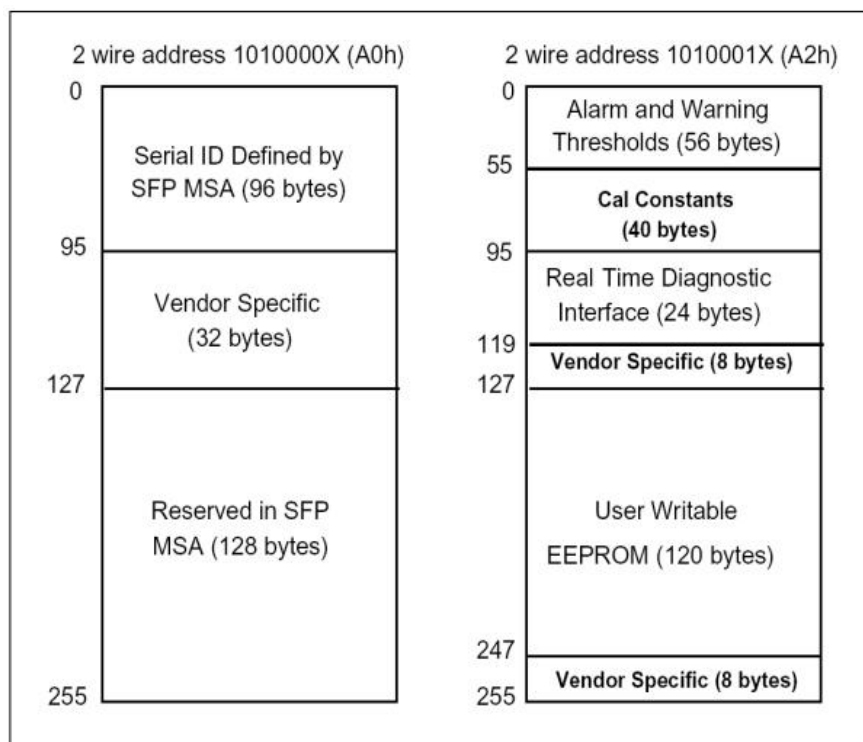 2 wire address 1010000X (A0h)
0
Serial ID Defined by
SFP MSA (96 bytes)
95
Vendor Specific
(32 bytes)
127
Reserved in SFP
MSA (128 bytes)
255
2 wire address 1010001X (A2h)
0
Alarm and Warning
Thresholds (56 bytes)
55
Cal Constants
(40 bytes)
95
Real Time Diagnostic
Interface (24 bytes)
119
Vendor Specific (8 bytes)
127
User Writable
EEPROM (120 bytes)
247
Vendor Specific (8 bytes)
255